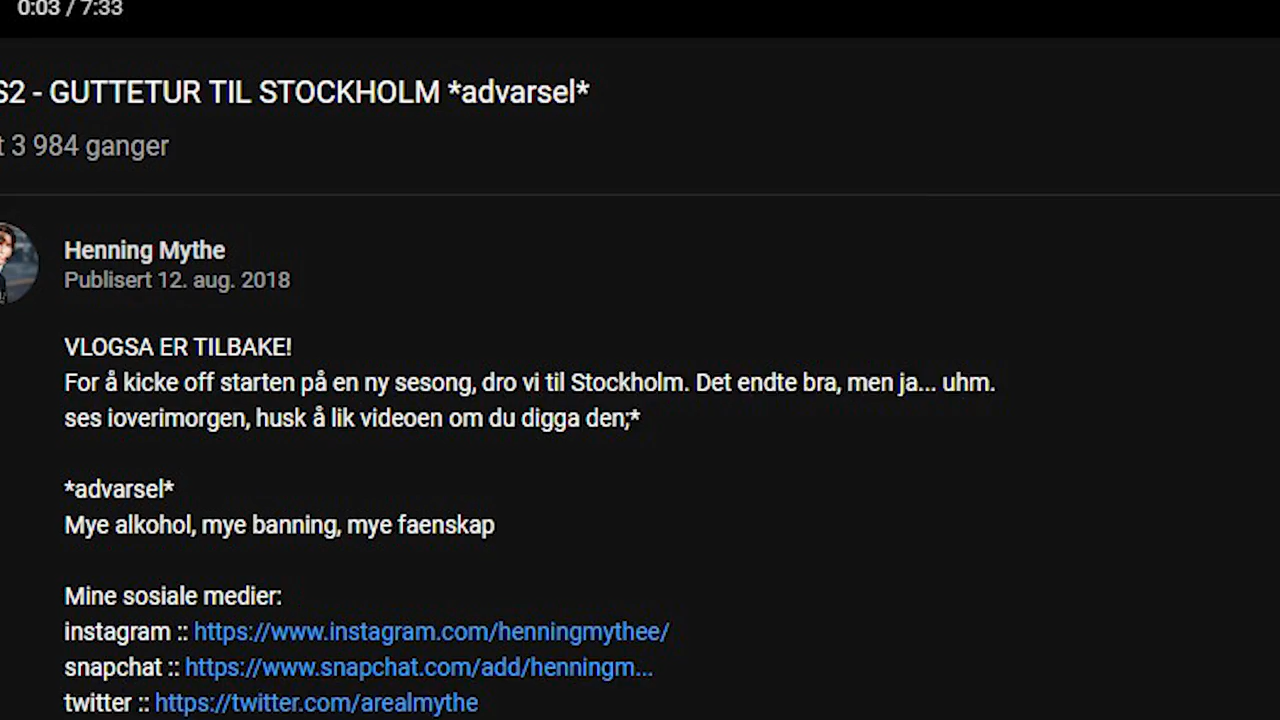 0:03 / 7:33
S2 - GUTTETUR TIL STOCKHOLM *advarsel*
t 3 984 ganger
Henning Mythe
Publisert 12. aug. 2018
VLOGSA ER TILBAKE!
For å kicke off starten på en ny sesong, dro vi til Stockholm. Det endte bra, men ja... uhm.
ses ioverimorgen, husk å lik videoen om du digga den;*
*advarsel*
Mye alkohol, mye banning, mye faenskap
Mine sosiale medier:
instagram :: https://www.instagram.com/henningmythee/
snapchat :: https://www.snapchat.com/add/henningm...
twitter :: https://twitter.com/arealmythe